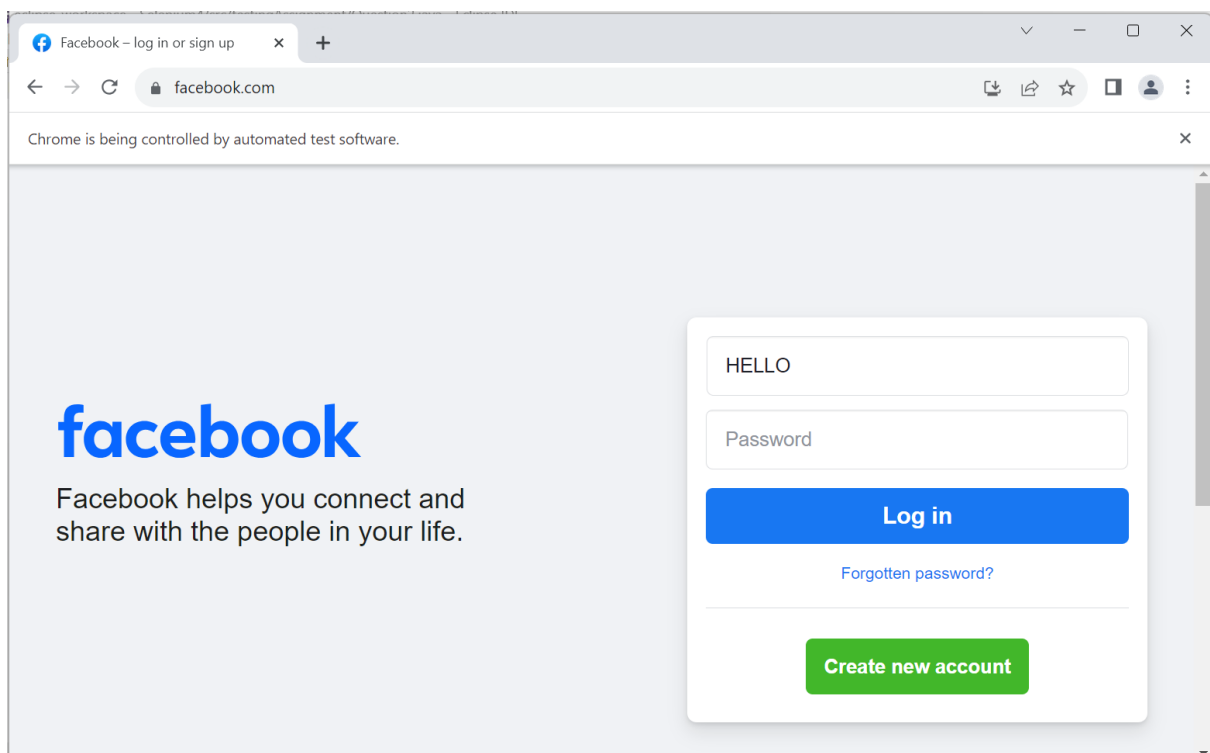 Facebook – log in or sign up
facebook.com
Chrome is being controlled by automated test software.
HELLO
facebook
Password
Facebook helps you connect and
share with the people in your life.
Log in
Forgotten password?
Create new account